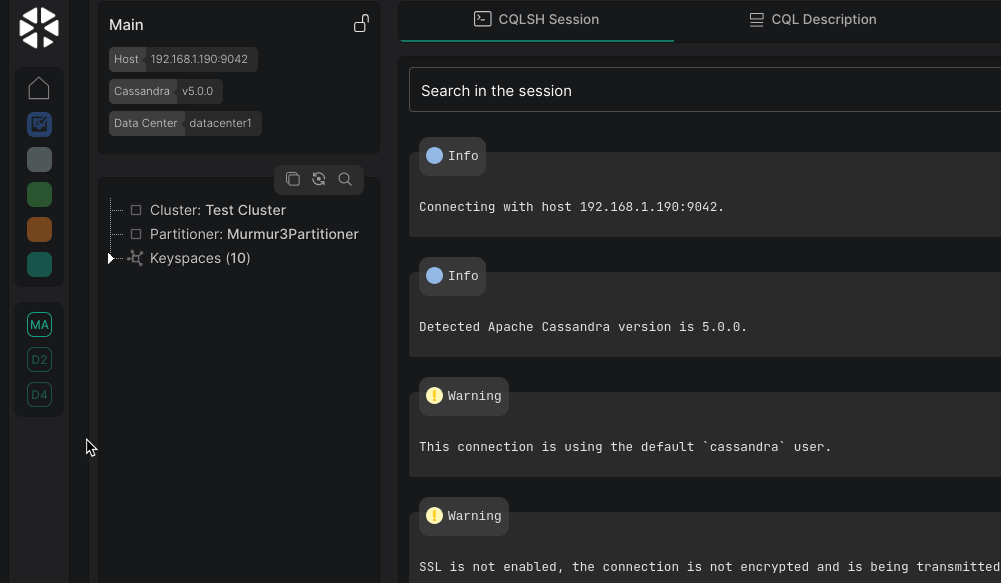 Main
Host 192.168.1.190:9042
Cassandra v5.0.0
Data Center datacenter1
Cluster: Test Cluster
Partitioner: Murmur3Partitioner
Keyspaces (10)
MA
D2
D4
CQLSH Session
CQL Description
Search in the session
Info
Connecting with host 192.168.1.190:9042.
Info
Detected Apache Cassandra version is 5.0.0.
Warning
This connection is using the default `cassandra` user.
Warning
SSL is not enabled, the connection is not encrypted and is being transmitted